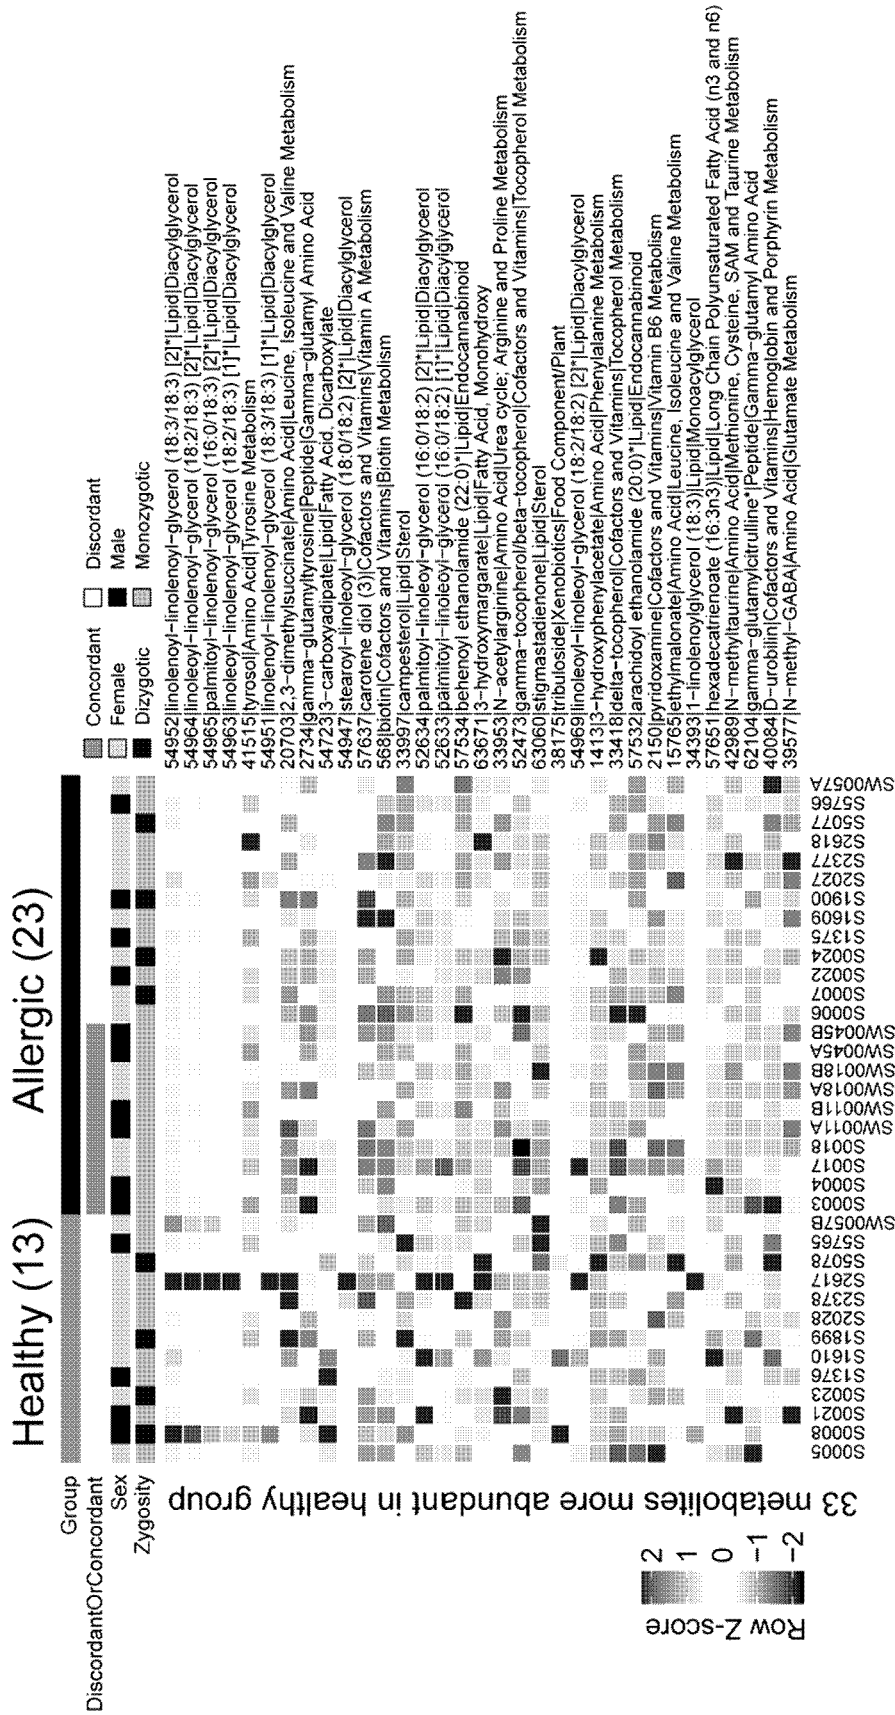 Healthy (13)
Allergic (23)
Group
DiscordantOrConcordant
Sex
Zygosity
Concordant
Discordant
Female
Male
Dizygotic
Monozygotic
54952|linolenoyl−linolenoyl−glycerol (18:3/18:3) [2]*|Lipid|Diacylglycerol
54964|linoleoyl−linolenoyl−glycerol (18:2/18:3) [2]*|Lipid|Diacylglycerol
54965|palmitoyl−linolenoyl−glycerol (16:0/18:3) [2]*|Lipid|Diacylglycerol
54963|linoleoyl−linolenoyl−glycerol (18:2/18:3) [1]*|Lipid|Diacylglycerol
41515|tyrosol|Amino Acid|Tyrosine Metabolism
54951|linolenoyl−linolenoyl−glycerol (18:3/18:3) [1]*|Lipid|Diacylglycerol
20703|2,3−dimethylsuccinate|Amino Acid|Leucine, Isoleucine and Valine Metabolism
2734|gamma−glutamyltyrosine|Peptide|Gamma−glutamyl Amino Acid
54723|3−carboxyadipate|Lipid|Fatty Acid, Dicarboxylate
54947|stearoyl−linoleoyl−glycerol (18:0/18:2) [2]*|Lipid|Diacylglycerol
57637|carotene diol (3)|Cofactors and Vitamins|Vitamin A Metabolism
568|biotin|Cofactors and Vitamins|Biotin Metabolism
33997|campesterol|Lipid|Sterol
52634|palmitoyl−linoleoyl−glycerol (16:0/18:2) [2]*|Lipid|Diacylglycerol
52633|palmitoyl−linoleoyl−glycerol (16:0/18:2) [1]*|Lipid|Diacylglycerol
57534|behenoyl ethanolamide (22:0)*|Lipid|Endocannabinoid
63671|3−hydroxymargarate|Lipid|Fatty Acid, Monohydroxy
33953|N−acetylarginine|Amino Acid|Urea cycle; Arginine and Proline Metabolism
52473|gamma−tocopherol/beta−tocopherol|Cofactors and Vitamins|Tocopherol Metabolism
63060|stigmastadienone|Lipid|Sterol
38175|tribuloside|Xenobiotics|Food Component/Plant
54969|linoleoyl−linoleoyl−glycerol (18:2/18:2) [2]*|Lipid|Diacylglycerol
1413|3−hydroxyphenylacetate|Amino Acid|Phenylalanine Metabolism
33418|delta−tocopherol|Cofactors and Vitamins|Tocopherol Metabolism
57532|arachidoyl ethanolamide (20:0)*|Lipid|Endocannabinoid
2150|pyridoxamine|Cofactors and Vitamins|Vitamin B6 Metabolism
15765|ethylmalonate|Amino Acid|Leucine, Isoleucine and Valine Metabolism
34393|1−linolenoylglycerol (18:3)|Lipid|Monoacylglycerol
57651|hexadecatrienoate (16:3n3)|Lipid|Long Chain Polyunsaturated Fatty Acid (n3 and n6)
42989|N−methyltaurine|Amino Acid|Methionine, Cysteine, SAM and Taurine Metabolism
62104|gamma−glutamylcitrulline*|Peptide|Gamma−glutamyl Amino Acid
40084|D−urobilin|Cofactors and Vitamins|Hemoglobin and Porphyrin Metabolism
39577|N−methyl−GABA|Amino Acid|Glutamate Metabolism
33 metabolites more abundant in healthy group
S0005
S0008
S0021
S0023
S1376
S1610
S1899
S2028
S2378
S2617
S5078
S5765
SW0057B
S0003
S0004
S0017
S0018
SW0011A
SW0011B
SW0018A
SW0018B
SW0045A
SW0045B
S0006
S0007
S0022
S0024
S1375
S1609
S1900
S2027
S2377
S2618
S5077
S5766
SW0057A
Row Z-score
2
1
0
−1
−2